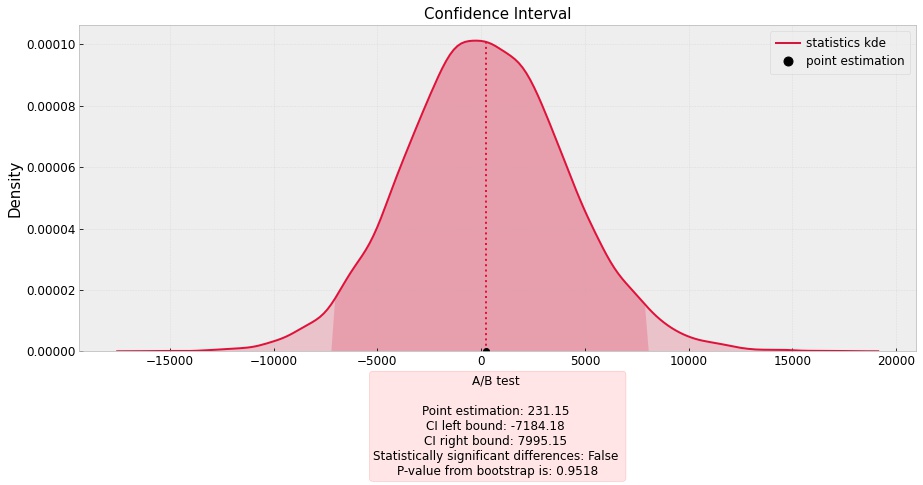 Confidence Interval
statistics kde
point estimation
Density
0.00010
0.00008
0.00006
0.00004
0.00002
0.00000
−15000 −10000 −5000 0 5000 10000 15000 20000
A/B test
Point estimation: 231.15
CI left bound: -7184.18
CI right bound: 7995.15
Statistically significant differences: False
P-value from bootstrap is: 0.9518